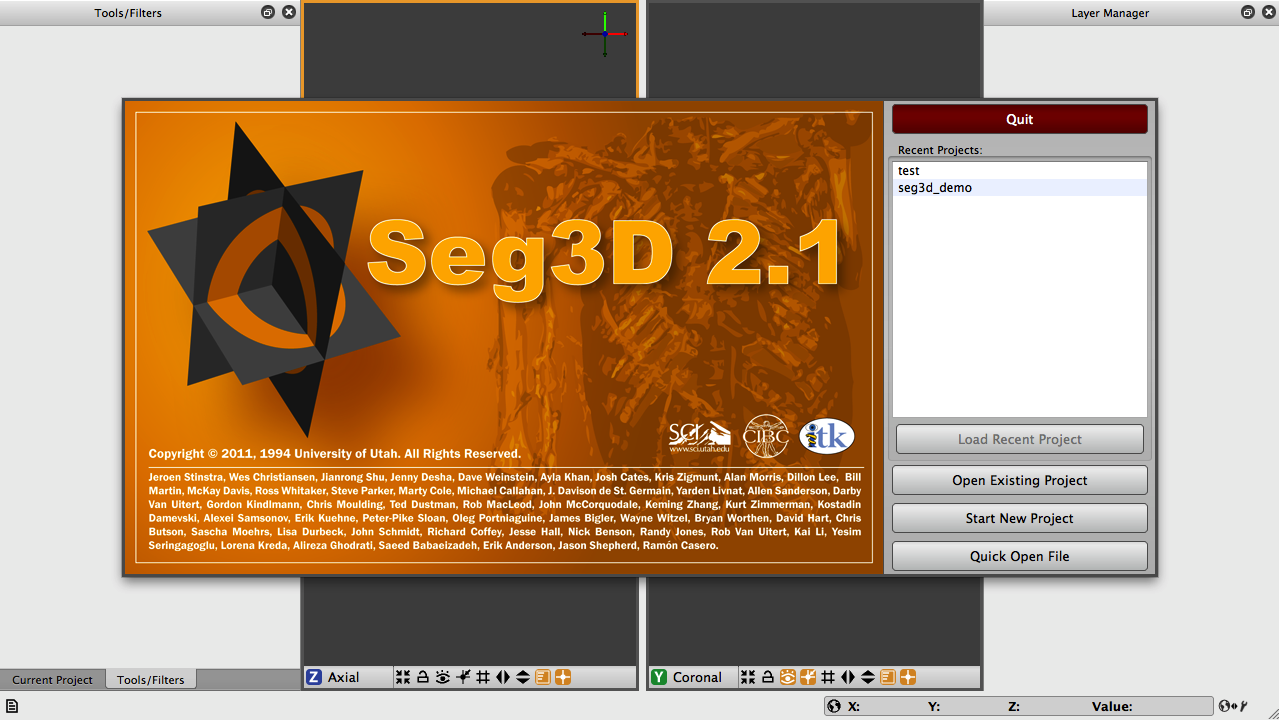 Tools/Filters
Layer Manager
Quit
Recent Projects:
test
seg3d_demo
Seg3D 2.1
sci
www.sci.utah.edu
CIBC
itk
Load Recent Project
Copyright © 2011, 1994 University of Utah. All Rights Reserved.
Jeroen Stinstra, Wes Christiansen, Jianrong Shu, Jenny Desha, Dave Weinstein, Ayla Khan, Josh Cates, Kris Zigmunt, Alan Morris, Dillon Lee, Bill
Martin, McKay Davis, Ross Whitaker, Steve Parker, Marty Cole, Michael Callahan, J. Davison de St. Germain, Yarden Livnat, Allen Sanderson, Darby
Van Uitert, Gordon Kindlmann, Chris Moulding, Ted Dustman, Rob MacLeod, John McCorquodale, Keming Zhang, Kurt Zimmerman, Kostadin
Damevski, Alexei Samsonov, Erik Kuehne, Peter-Pike Sloan, Oleg Portnlaguine, James Bigler, Wayne Witzel, Bryan Worthen, David Hart, Chris
Butson, Sascha Moehrs, Lisa Durbeck, John Schmidt, Richard Coffey, Jesse Hall, Nick Benson, Randy Jones, Rob Van Uitert, Kai Li, Yesim
Seringagoglu, Lorena Kreda, Alireza Ghodrati, Saeed Babaeizadeh, Erik Anderson, Jason Shepherd, Ramón Casero.
Open Existing Project
Start New Project
Quick Open File
Current Project
Tools/Filters
Z Axial
Y Coronal
X: Y: Z: Value: